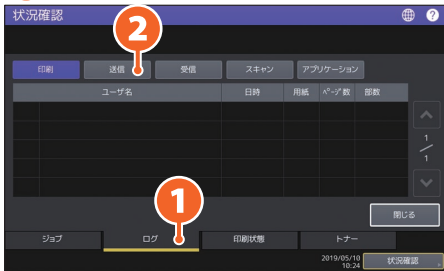 状況確認
?
2
印刷 送信 受信 スキャン アプリケーション
ユーザ名 日時 用紙 ﾍﾟｰｼﾞ数 部数
1
1
1
閉じる
ジョブ ログ 印刷状態 トナー
2019/05/10
10:24
状況確認